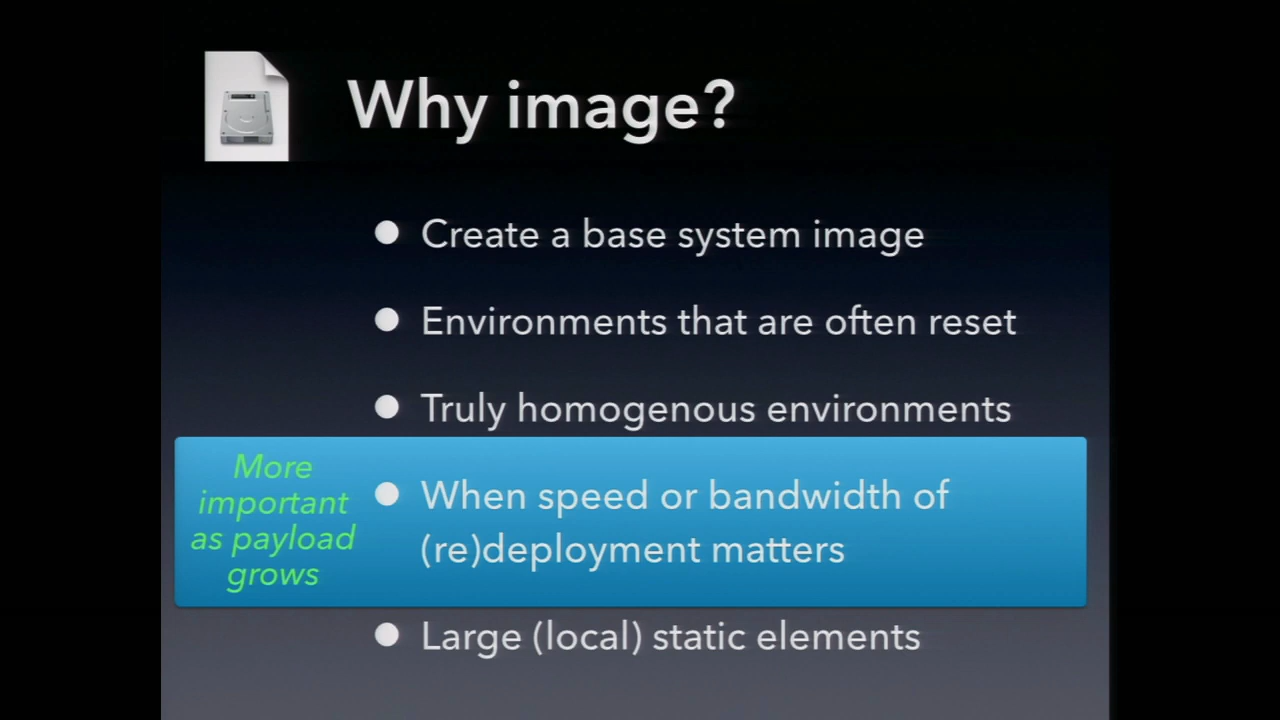 Why image?
● Create a base system image
● Environments that are often reset
● Truly homogenous environments
More
important
as payload
grows
● When speed or bandwidth of
(re)deployment matters
● Large (local) static elements